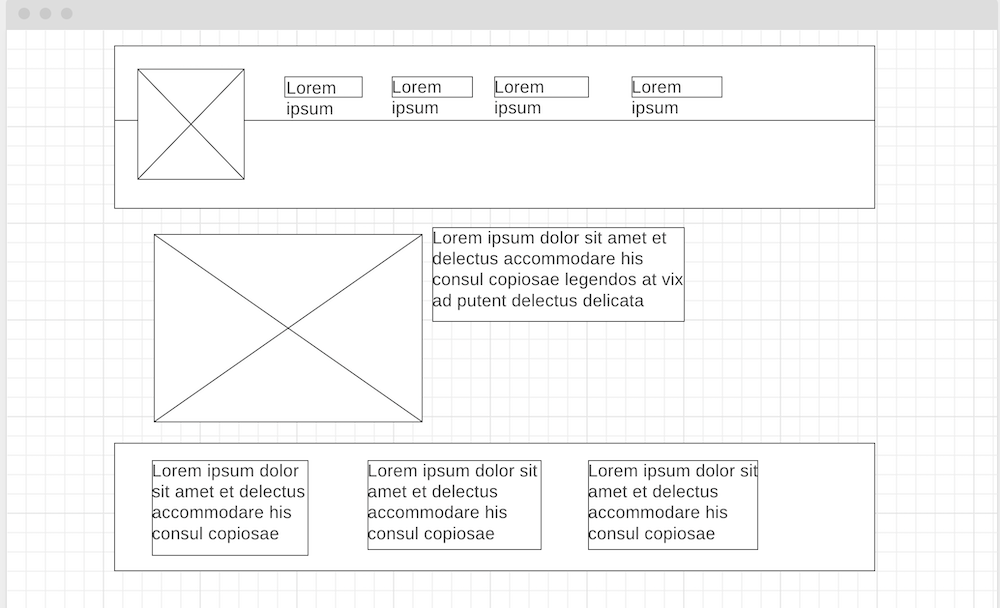 Lorem ipsum
Lorem ipsum
Lorem ipsum
Lorem ipsum
Lorem ipsum dolor sit amet et
delectus accommodare his
consul copiosae legendos at vix
ad putent delectus delicata
Lorem ipsum dolor
sit amet et delectus
accommodare his
consul copiosae
Lorem ipsum dolor sit
amet et delectus
accommodare his
consul copiosae
Lorem ipsum dolor sit
amet et delectus
accommodare his
consul copiosae